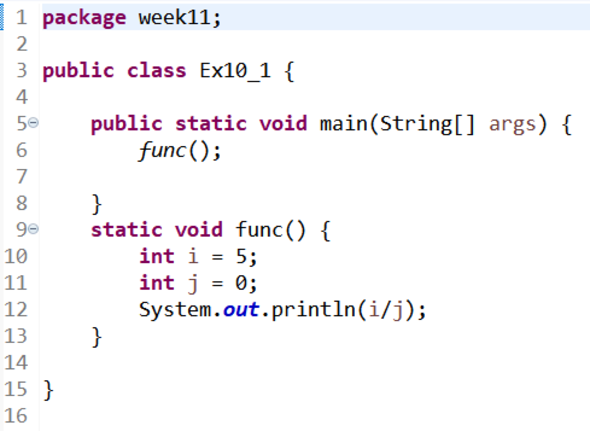 1 package week11;
2
3 public class Ex10_1 {
4
5 public static void main(String[] args) {
6 func();
7
8 }
9 static void func() {
10 int i = 5;
11 int j = 0;
12 System.out.println(i/j);
13 }
14
15 }
16